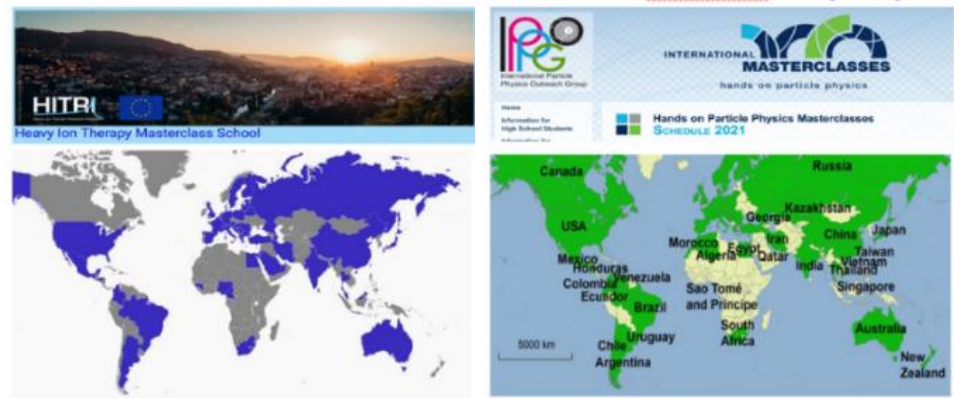 HITRI
Heavy Ion Therapy Masterclass School
IPPOG
International Particle
Physics Outreach Group
INTERNATIONAL
MASTERCLASSES
hands on particle physics
Home
Information for
High School Students
Information for
Hands on Particle Physics Masterclasses
SCHEDULE 2021
Canada
Russia
USA
Georgia
Kazakhstan
China
Japan
Iran
Morocco
Algeria
Egypt
Qatar
Taiwan
Mexico
Honduras
Venezuela
India
Vietnam
Thailand
Colombia
Ecuador
Sao Tomé
and Principe
Singapore
Brazil
Uruguay
South
Africa
Australia
Chile
Argentina
New
Zealand
5000 km